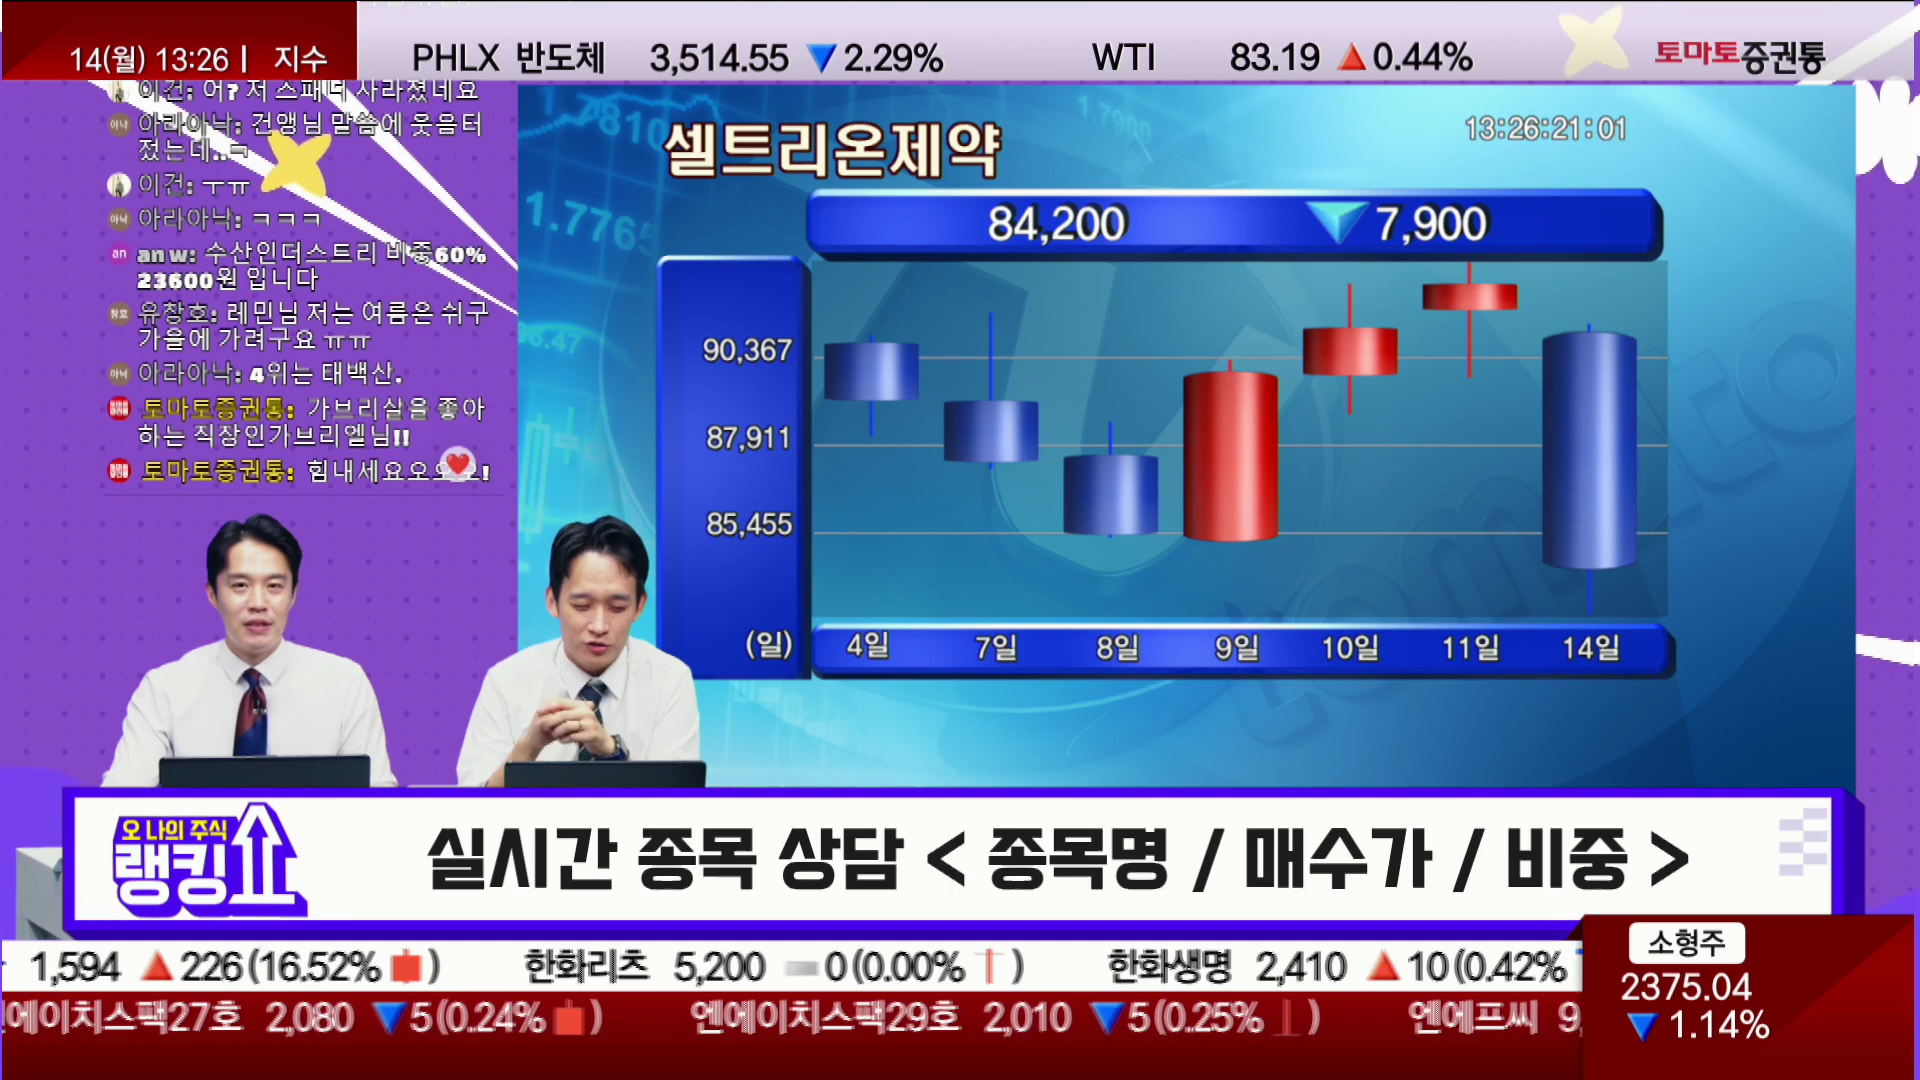 14(월) 13:26 | 지수
PHLX 반도체 3,514.55 ▼ 2.29%
WTI 83.19 ▲ 0.44%
토마토증권통
이건: 어? 저 스패너 사라졌네요
아라아낙: 건앵님 말씀에 웃음터
졌는데..ㅋ
이건: ㅜㅠ
아라아낙: ㅋㅋㅋ
an w: 수산인더스트리 비중60%
23600원 입니다
유창호: 레민님 저는 여름은 쉬구
가을에 가려구요 ㅠㅠ
아라아낙: 4위는 태백산.
토마토증권통: 가브리살을 좋아
하는 직장인가브리엘님!!
토마토증권통: 힘내세요오오오!
셀트리온제약
13:26:21:01
84,200 ▼ 7,900
90,367
87,911
85,455
(일) 4일 7일 8일 9일 10일 11일 14일
오 나의 주식
랭킹쇼
실시간 종목 상담 < 종목명 / 매수가 / 비중 >
1,594 ▲ 226(16.52% ) 한화리츠 5,200 0(0.00% ) 한화생명 2,410 ▲ 10(0.42%
에이치스팩27호 2,080 ▼ 5(0.24% ) 엔에이치스팩29호 2,010 ▼ 5(0.25% ) 엔에프씨 9,
소형주
2375.04
▼ 1.14%